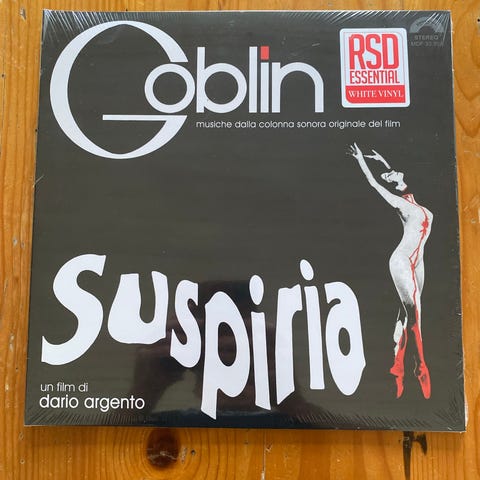 Goblin
RSD
ESSENTIAL
WHITE VINYL
STEREO
musiche dalla colonna sonora originale del film
suspiria
un film di
dario argento